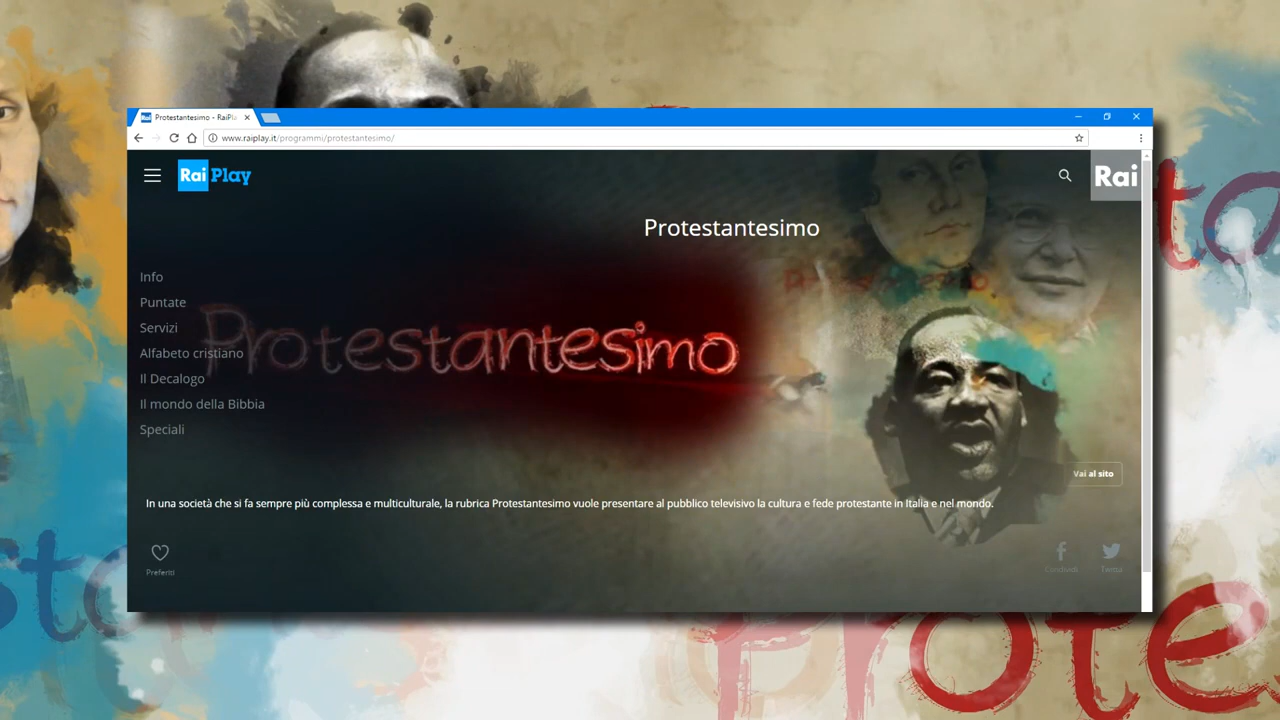 Protestantesimo - RaiPla
www.raiplay.it/programmi/protestantesimo/
Rai Play
Rai
Protestantesimo
Info
Puntate
Servizi
Alfabeto cristiano
Il Decalogo
Il mondo della Bibbia
Speciali
Protestantesimo
Vai al sito
In una società che si fa sempre più complessa e multiculturale, la rubrica Protestantesimo vuole presentare al pubblico televisivo la cultura e fede protestante in Italia e nel mondo.
Preferiti
Condividi
Twitta
Prote